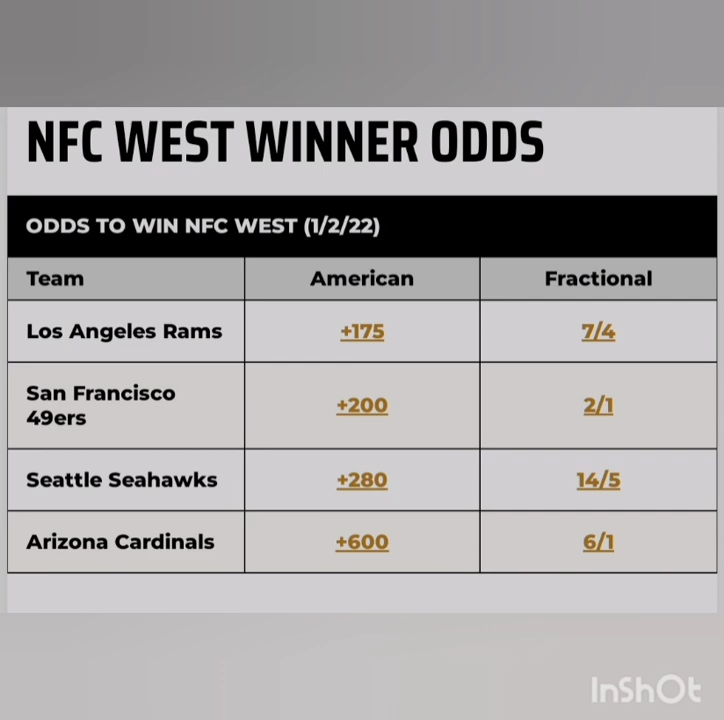 NFC WEST WINNER ODDS
ODDS TO WIN NFC WEST (1/2/22)
Team American Fractional
Los Angeles Rams +175 7/4
San Francisco
49ers +200 2/1
Seattle Seahawks +280 14/5
Arizona Cardinals +600 6/1
InShOt